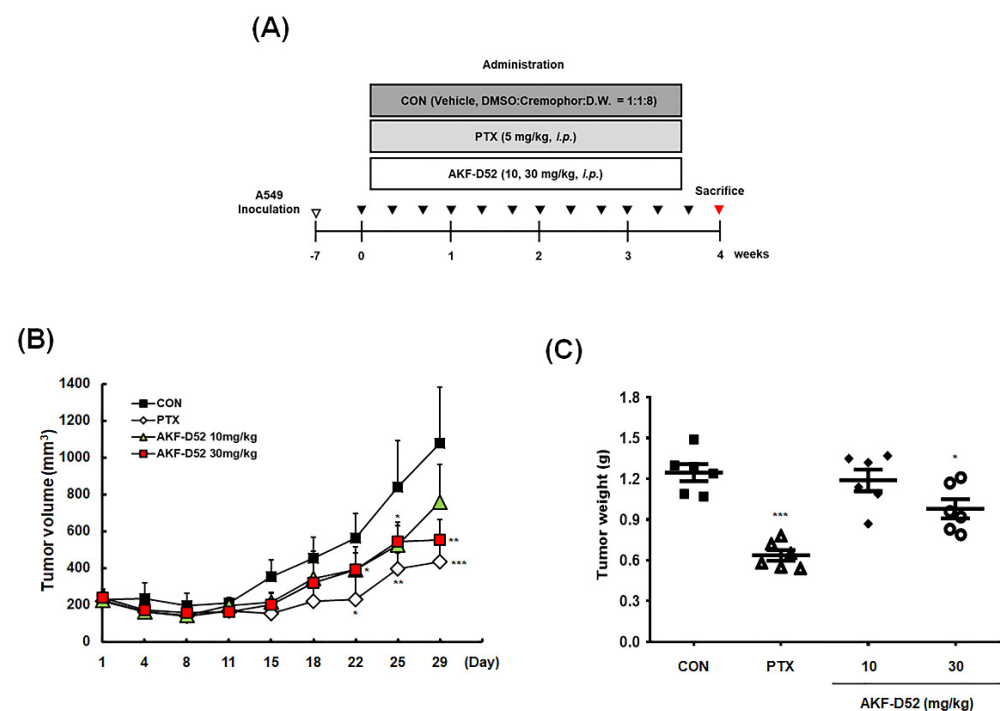 (A)
Administration
CON (Vehicle, DMSO:Cremophor:D.W. = 1:1:8)
PTX (5 mg/kg, i.p.)
AKF-D52 (10, 30 mg/kg, i.p.)
A549
Inoculation
Sacrifice
-7 0 1 2 3 4 weeks
(B)
Tumor volume (mm³)
1400
1200
1000
800
600
400
200
0
CON
PTX
AKF-D52 10mg/kg
AKF-D52 30mg/kg
*
**
***
*
**
*
1 4 8 11 15 18 22 25 29 (Day)
(C)
Tumor weight (g)
1.8
1.5
1.2
0.9
0.6
0.3
0.0
***
*
CON PTX 10 30
AKF-D52 (mg/kg)